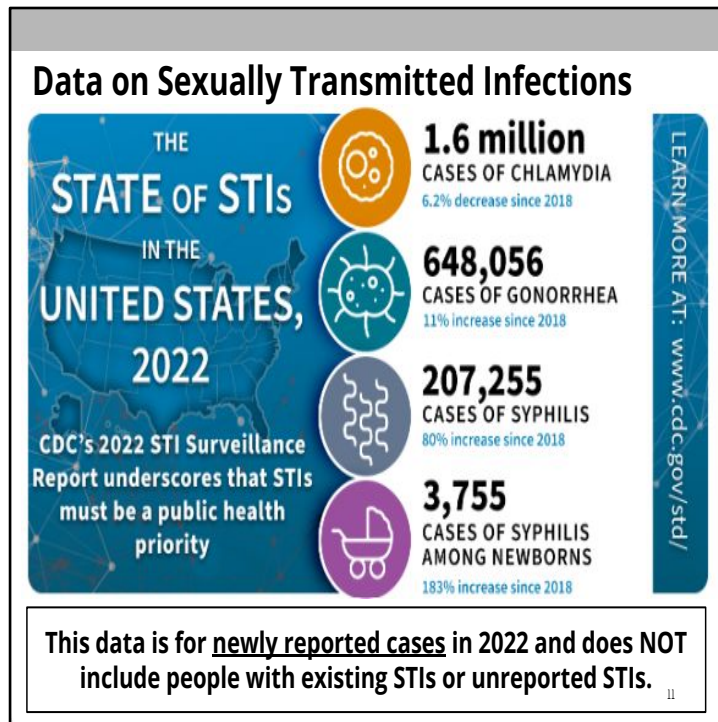 Data on Sexually Transmitted Infections
THE
STATE OF STIs
IN THE
UNITED STATES,
2022
CDC's 2022 STI Surveillance
Report underscores that STIs
must be a public health
priority
1.6 million
CASES OF CHLAMYDIA
6.2% decrease since 2018
648,056
CASES OF GONORRHEA
11% increase since 2018
207,255
CASES OF SYPHILIS
80% increase since 2018
3,755
CASES OF SYPHILIS
AMONG NEWBORNS
183% increase since 2018
LEARN MORE AT: www.cdc.gov/std/
This data is for newly reported cases in 2022 and does NOT
include people with existing STIs or unreported STIs.
11